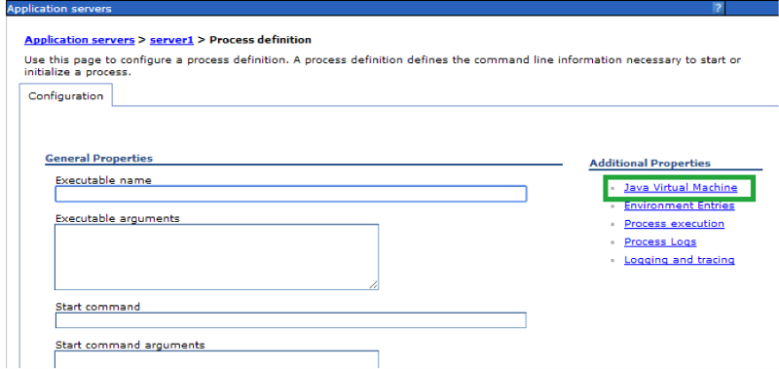 Application servers ?
Application servers > server1 > Process definition
Use this page to configure a process definition. A process definition defines the command line information necessary to start or
initialize a process.
Configuration
General Properties
Executable name
Executable arguments
Start command
Start command arguments
Additional Properties
Java Virtual Machine
Environment Entries
Process execution
Process Logs
Logging and tracing